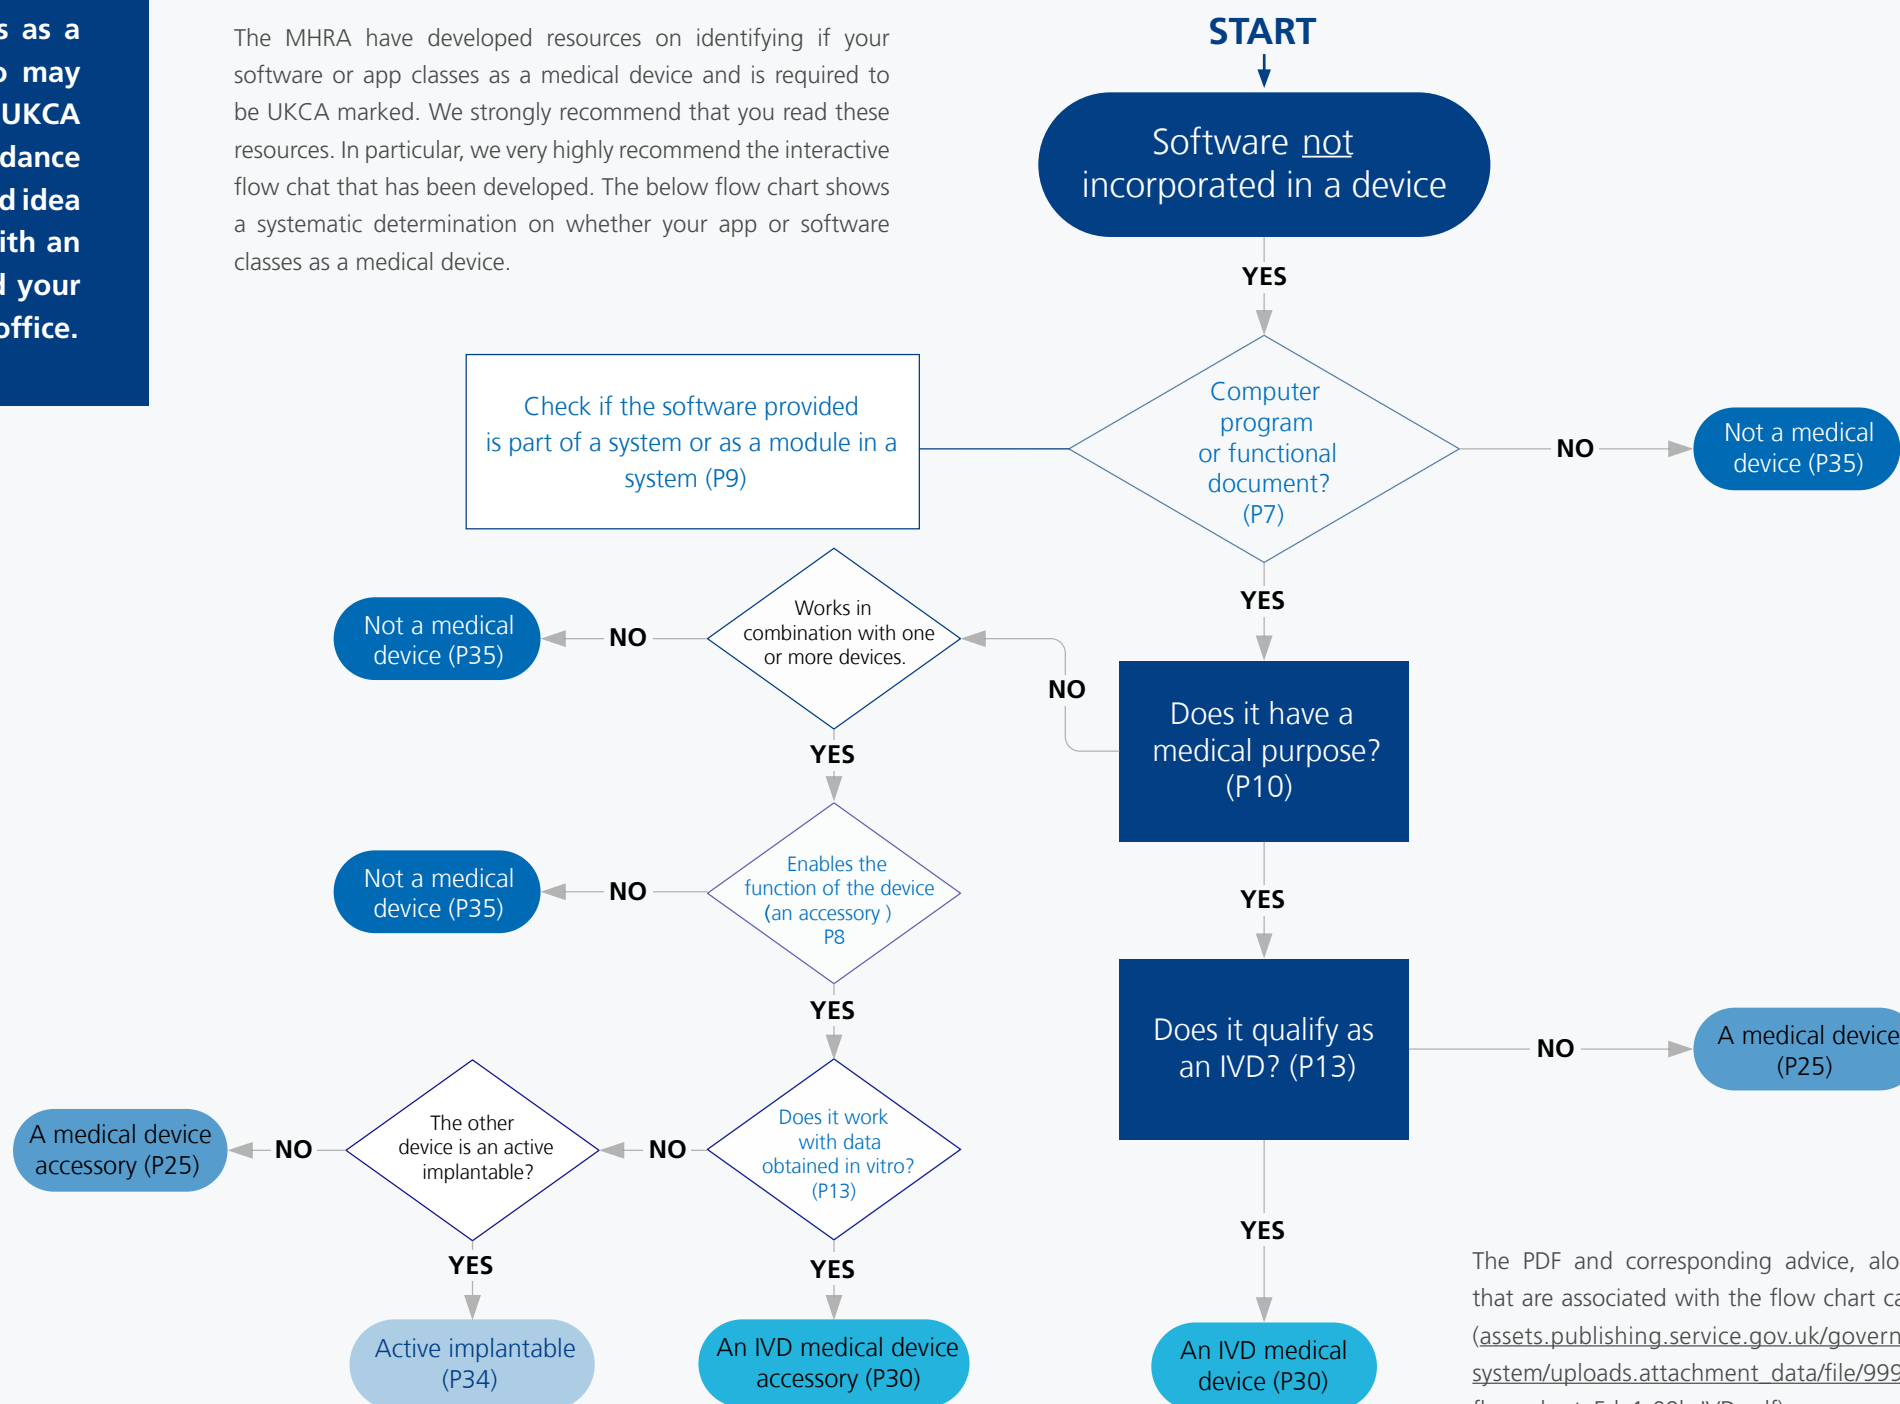 s as a
o may
UKCA
dance
d idea
ith an
d your
office.
The MHRA have developed resources on identifying if your
software or app classes as a medical device and is required to
be UKCA marked. We strongly recommend that you read these
resources. In particular, we very highly recommend the interactive
flow chat that has been developed. The below flow chart shows
a systematic determination on whether your app or software
classes as a medical device.
START
Software not
incorporated in a device
YES
Computer
program
or functional
document?
(P7)
Check if the software provided
is part of a system or as a module in a
system (P9)
NO
Not a medical
device (P35)
YES
Does it have a
medical purpose?
(P10)
NO
Works in
combination with one
or more devices.
NO
Not a medical
device (P35)
YES
Enables the
function of the device
(an accessory )
P8
NO
Not a medical
device (P35)
YES
Does it work
with data
obtained in vitro?
(P13)
NO
The other
device is an active
implantable?
NO
A medical device
accessory (P25)
YES
Active implantable
(P34)
YES
An IVD medical device
accessory (P30)
YES
Does it qualify as
an IVD? (P13)
NO
A medical device
(P25)
YES
An IVD medical
device (P30)
The PDF and corresponding advice, alo
that are associated with the flow chart ca
(assets.publishing.service.gov.uk/govern
system/uploads.attachment_data/file/999